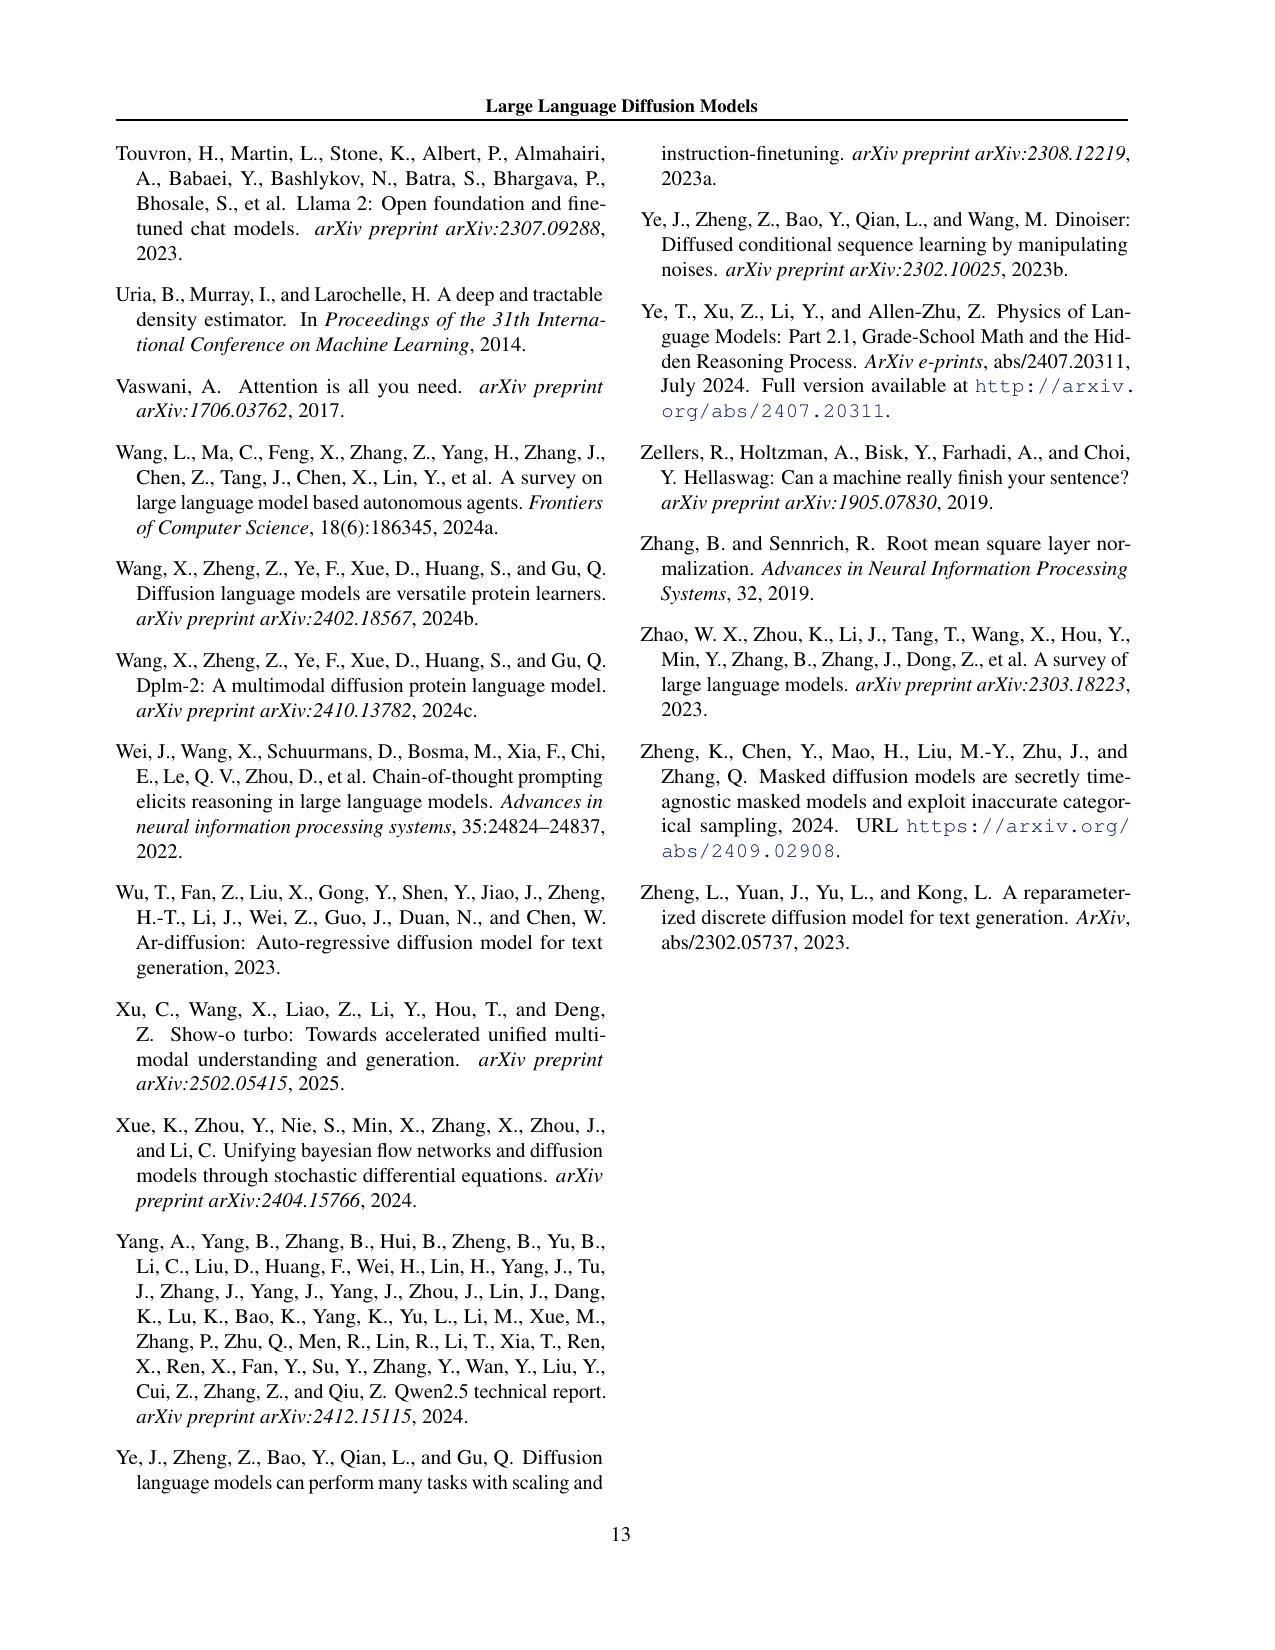 Large Language Diffusion Models
Touvron, H., Martin, L., Stone, K., Albert, P., Almahairi,
A., Babaei, Y., Bashlykov, N., Batra, S., Bhargava, P.,
Bhosale, S., et al. Llama 2: Open foundation and fine-
tuned chat models. arXiv preprint arXiv:2307.09288,
2023.
Uria, B., Murray, I., and Larochelle, H. A deep and tractable
density estimator. In Proceedings of the 31th Interna-
tional Conference on Machine Learning, 2014.
Vaswani, A. Attention is all you need. arXiv preprint
arXiv:1706.03762, 2017.
Wang, L., Ma, C., Feng, X., Zhang, Z., Yang, H., Zhang, J.,
Chen, Z., Tang, J., Chen, X., Lin, Y., et al. A survey on
large language model based autonomous agents. Frontiers
of Computer Science, 18(6):186345, 2024a.
Wang, X., Zheng, Z., Ye, F., Xue, D., Huang, S., and Gu, Q.
Diffusion language models are versatile protein learners.
arXiv preprint arXiv:2402.18567, 2024b.
Wang, X., Zheng, Z., Ye, F., Xue, D., Huang, S., and Gu, Q.
Dplm-2: A multimodal diffusion protein language model.
arXiv preprint arXiv:2410.13782, 2024c.
Wei, J., Wang, X., Schuurmans, D., Bosma, M., Xia, F., Chi,
E., Le, Q. V., Zhou, D., et al. Chain-of-thought prompting
elicits reasoning in large language models. Advances in
neural information processing systems, 35:24824–24837,
2022.
Wu, T., Fan, Z., Liu, X., Gong, Y., Shen, Y., Jiao, J., Zheng,
H.-T., Li, J., Wei, Z., Guo, J., Duan, N., and Chen, W.
Ar-diffusion: Auto-regressive diffusion model for text
generation, 2023.
Xu, C., Wang, X., Liao, Z., Li, Y., Hou, T., and Deng,
Z. Show-o turbo: Towards accelerated unified multi-
modal understanding and generation. arXiv preprint
arXiv:2502.05415, 2025.
Xue, K., Zhou, Y., Nie, S., Min, X., Zhang, X., Zhou, J.,
and Li, C. Unifying bayesian flow networks and diffusion
models through stochastic differential equations. arXiv
preprint arXiv:2404.15766, 2024.
Yang, A., Yang, B., Zhang, B., Hui, B., Zheng, B., Yu, B.,
Li, C., Liu, D., Huang, F., Wei, H., Lin, H., Yang, J., Tu,
J., Zhang, J., Yang, J., Yang, J., Zhou, J., Lin, J., Dang,
K., Lu, K., Bao, K., Yang, K., Yu, L., Li, M., Xue, M.,
Zhang, P., Zhu, Q., Men, R., Lin, R., Li, T., Xia, T., Ren,
X., Ren, X., Fan, Y., Su, Y., Zhang, Y., Wan, Y., Liu, Y.,
Cui, Z., Zhang, Z., and Qiu, Z. Qwen2.5 technical report.
arXiv preprint arXiv:2412.15115, 2024.
Ye, J., Zheng, Z., Bao, Y., Qian, L., and Gu, Q. Diffusion
language models can perform many tasks with scaling and
instruction-finetuning. arXiv preprint arXiv:2308.12219,
2023a.
Ye, J., Zheng, Z., Bao, Y., Qian, L., and Wang, M. Dinoiser:
Diffused conditional sequence learning by manipulating
noises. arXiv preprint arXiv:2302.10025, 2023b.
Ye, T., Xu, Z., Li, Y., and Allen-Zhu, Z. Physics of Lan-
guage Models: Part 2.1, Grade-School Math and the Hid-
den Reasoning Process. ArXiv e-prints, abs/2407.20311,
July 2024. Full version available at http://arxiv.
org/abs/2407.20311.
Zellers, R., Holtzman, A., Bisk, Y., Farhadi, A., and Choi,
Y. Hellaswag: Can a machine really finish your sentence?
arXiv preprint arXiv:1905.07830, 2019.
Zhang, B. and Sennrich, R. Root mean square layer nor-
malization. Advances in Neural Information Processing
Systems, 32, 2019.
Zhao, W. X., Zhou, K., Li, J., Tang, T., Wang, X., Hou, Y.,
Min, Y., Zhang, B., Zhang, J., Dong, Z., et al. A survey of
large language models. arXiv preprint arXiv:2303.18223,
2023.
Zheng, K., Chen, Y., Mao, H., Liu, M.-Y., Zhu, J., and
Zhang, Q. Masked diffusion models are secretly time-
agnostic masked models and exploit inaccurate categor-
ical sampling, 2024. URL https://arxiv.org/
abs/2409.02908.
Zheng, L., Yuan, J., Yu, L., and Kong, L. A reparameter-
ized discrete diffusion model for text generation. ArXiv,
abs/2302.05737, 2023.
13